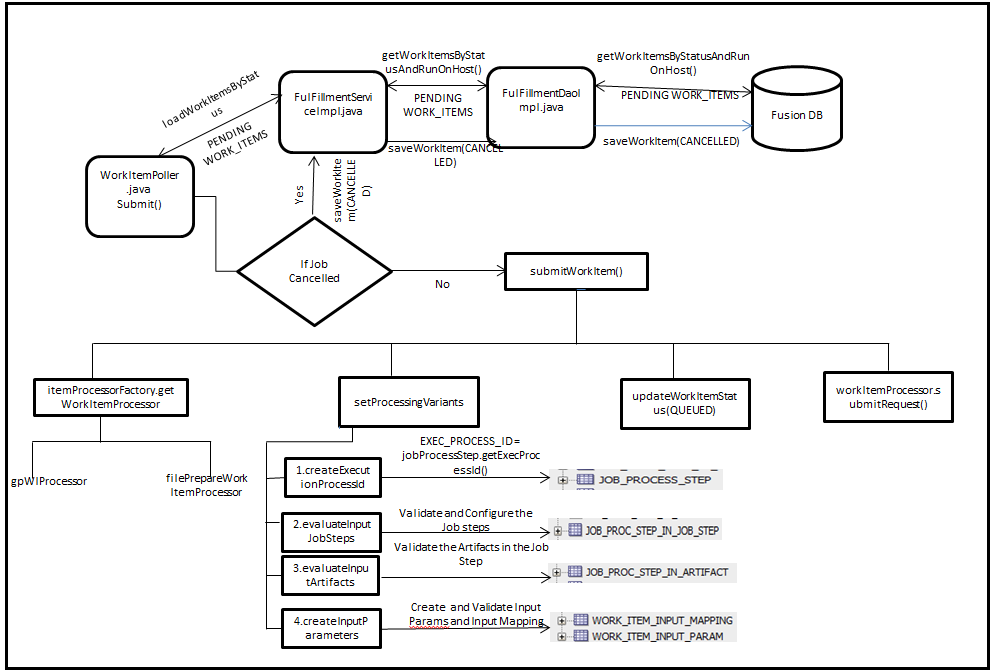 getWorkItemsBySta
tusAndRunOnHost()
getWorkItemsByStatusAndRun
OnHost()
loadWorkItemsByStat
us
FulFillmentServi
ceImpl.java
PENDING
WORK_ITEMS
FulFillmentDaoI
mpl.java
PENDING WORK_ITEMS
Fusion DB
PENDING
WORK_ITEMS
saveWorkItem(CANCEL
LED)
saveWorkItem(CANCELLED)
WorkItemPoller
.java
Submit()
Yes
saveWorkIte
m(CANCELLE
D)
If Job
Cancelled
No
submitWorkItem()
itemProcessorFactory.get
WorkItemProcessor
setProcessingVariants
updateWorkItemStat
us(QUEUED)
workItemProcessor.s
ubmitRequest()
gpWIProcessor
filePrepareWork
ItemProcessor
1.createExecu
tionProcessId
EXEC_PROCESS_ID =
jobProcessStep.getExecProc
essId()
JOB_PROCESS_STEP
2.evaluateInput
JobSteps
Validate and Configure the
Job steps
JOB_PROC_STEP_IN_JOB_STEP
3.evaluateInpu
tArtifacts
Validate the Artifacts in the Job
Step
JOB_PROC_STEP_IN_ARTIFACT
4.createInputP
arameters
Create and Validate Input
Params and Input Mapping
WORK_ITEM_INPUT_MAPPING
WORK_ITEM_INPUT_PARAM